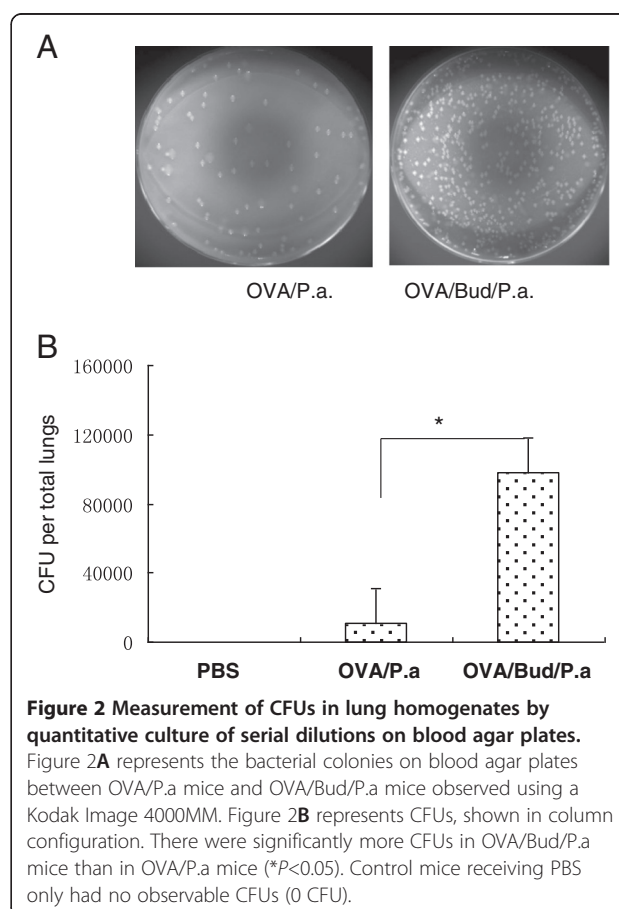 A
OVA/P.a. OVA/Bud/P.a.
B
160000
120000
80000
40000
0
CFU per total lungs
*
PBS OVA/P.a OVA/Bud/P.a
Figure 2 Measurement of CFUs in lung homogenates by
quantitative culture of serial dilutions on blood agar plates.
Figure 2A represents the bacterial colonies on blood agar plates
between OVA/P.a mice and OVA/Bud/P.a mice observed using a
Kodak Image 4000MM. Figure 2B represents CFUs, shown in column
configuration. There were significantly more CFUs in OVA/Bud/P.a
mice than in OVA/P.a mice (*P<0.05). Control mice receiving PBS
only had no observable CFUs (0 CFU).